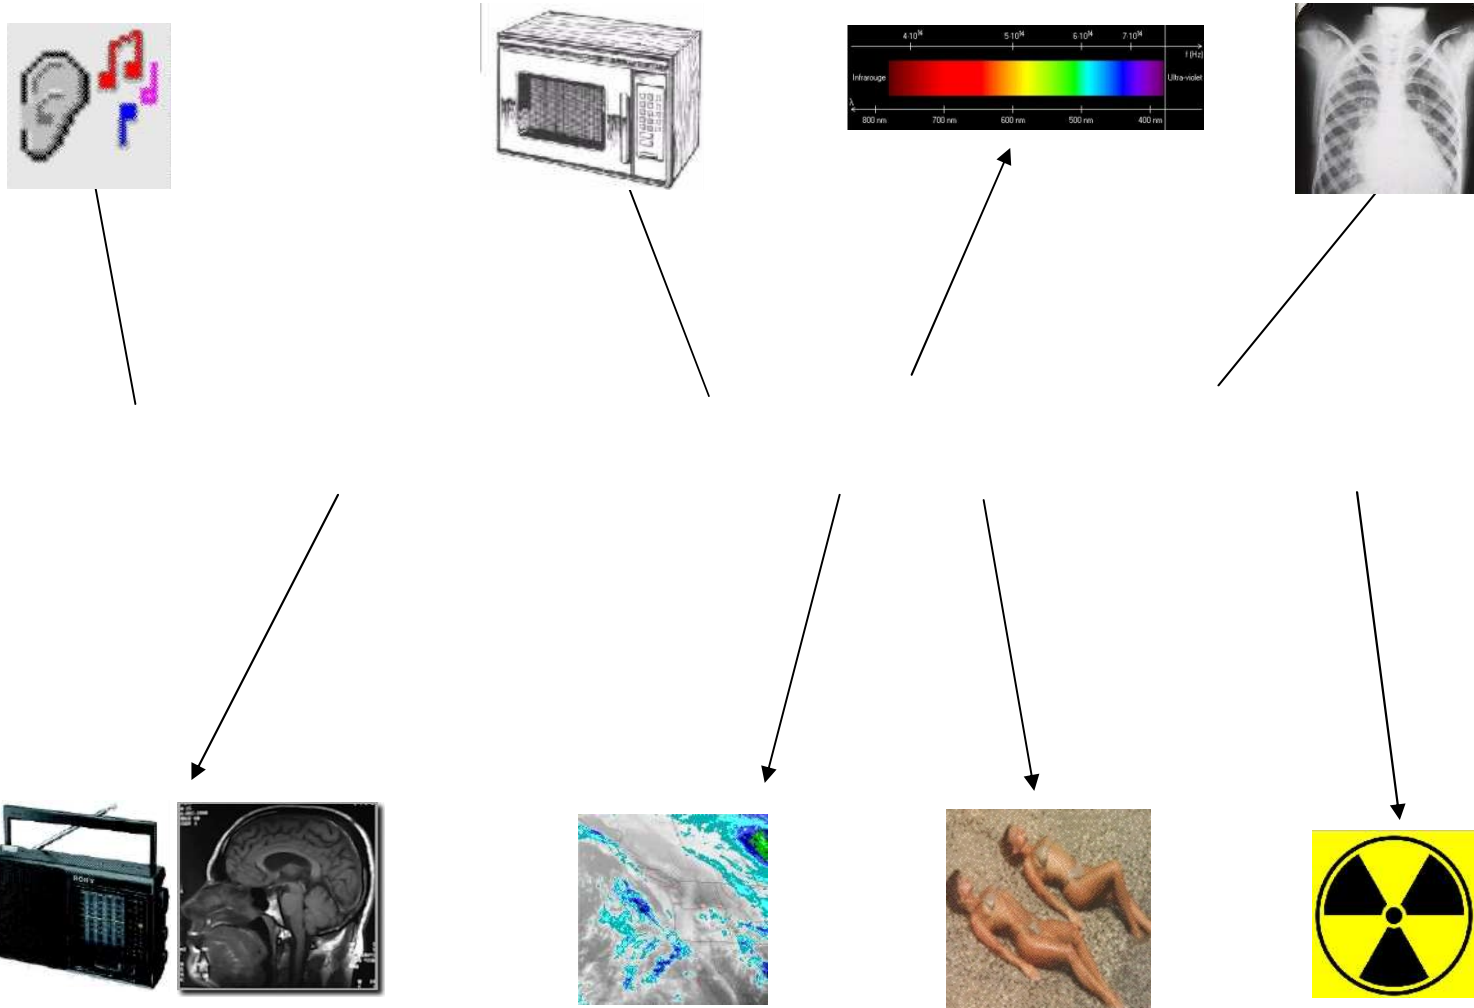 4·10¹⁴ 5·10¹⁴ 6·10¹⁴ 7·10¹⁴
f (Hz)
Infrarouge Ultra-violet
λ
800 nm 700 nm 600 nm 500 nm 400 nm
SONY